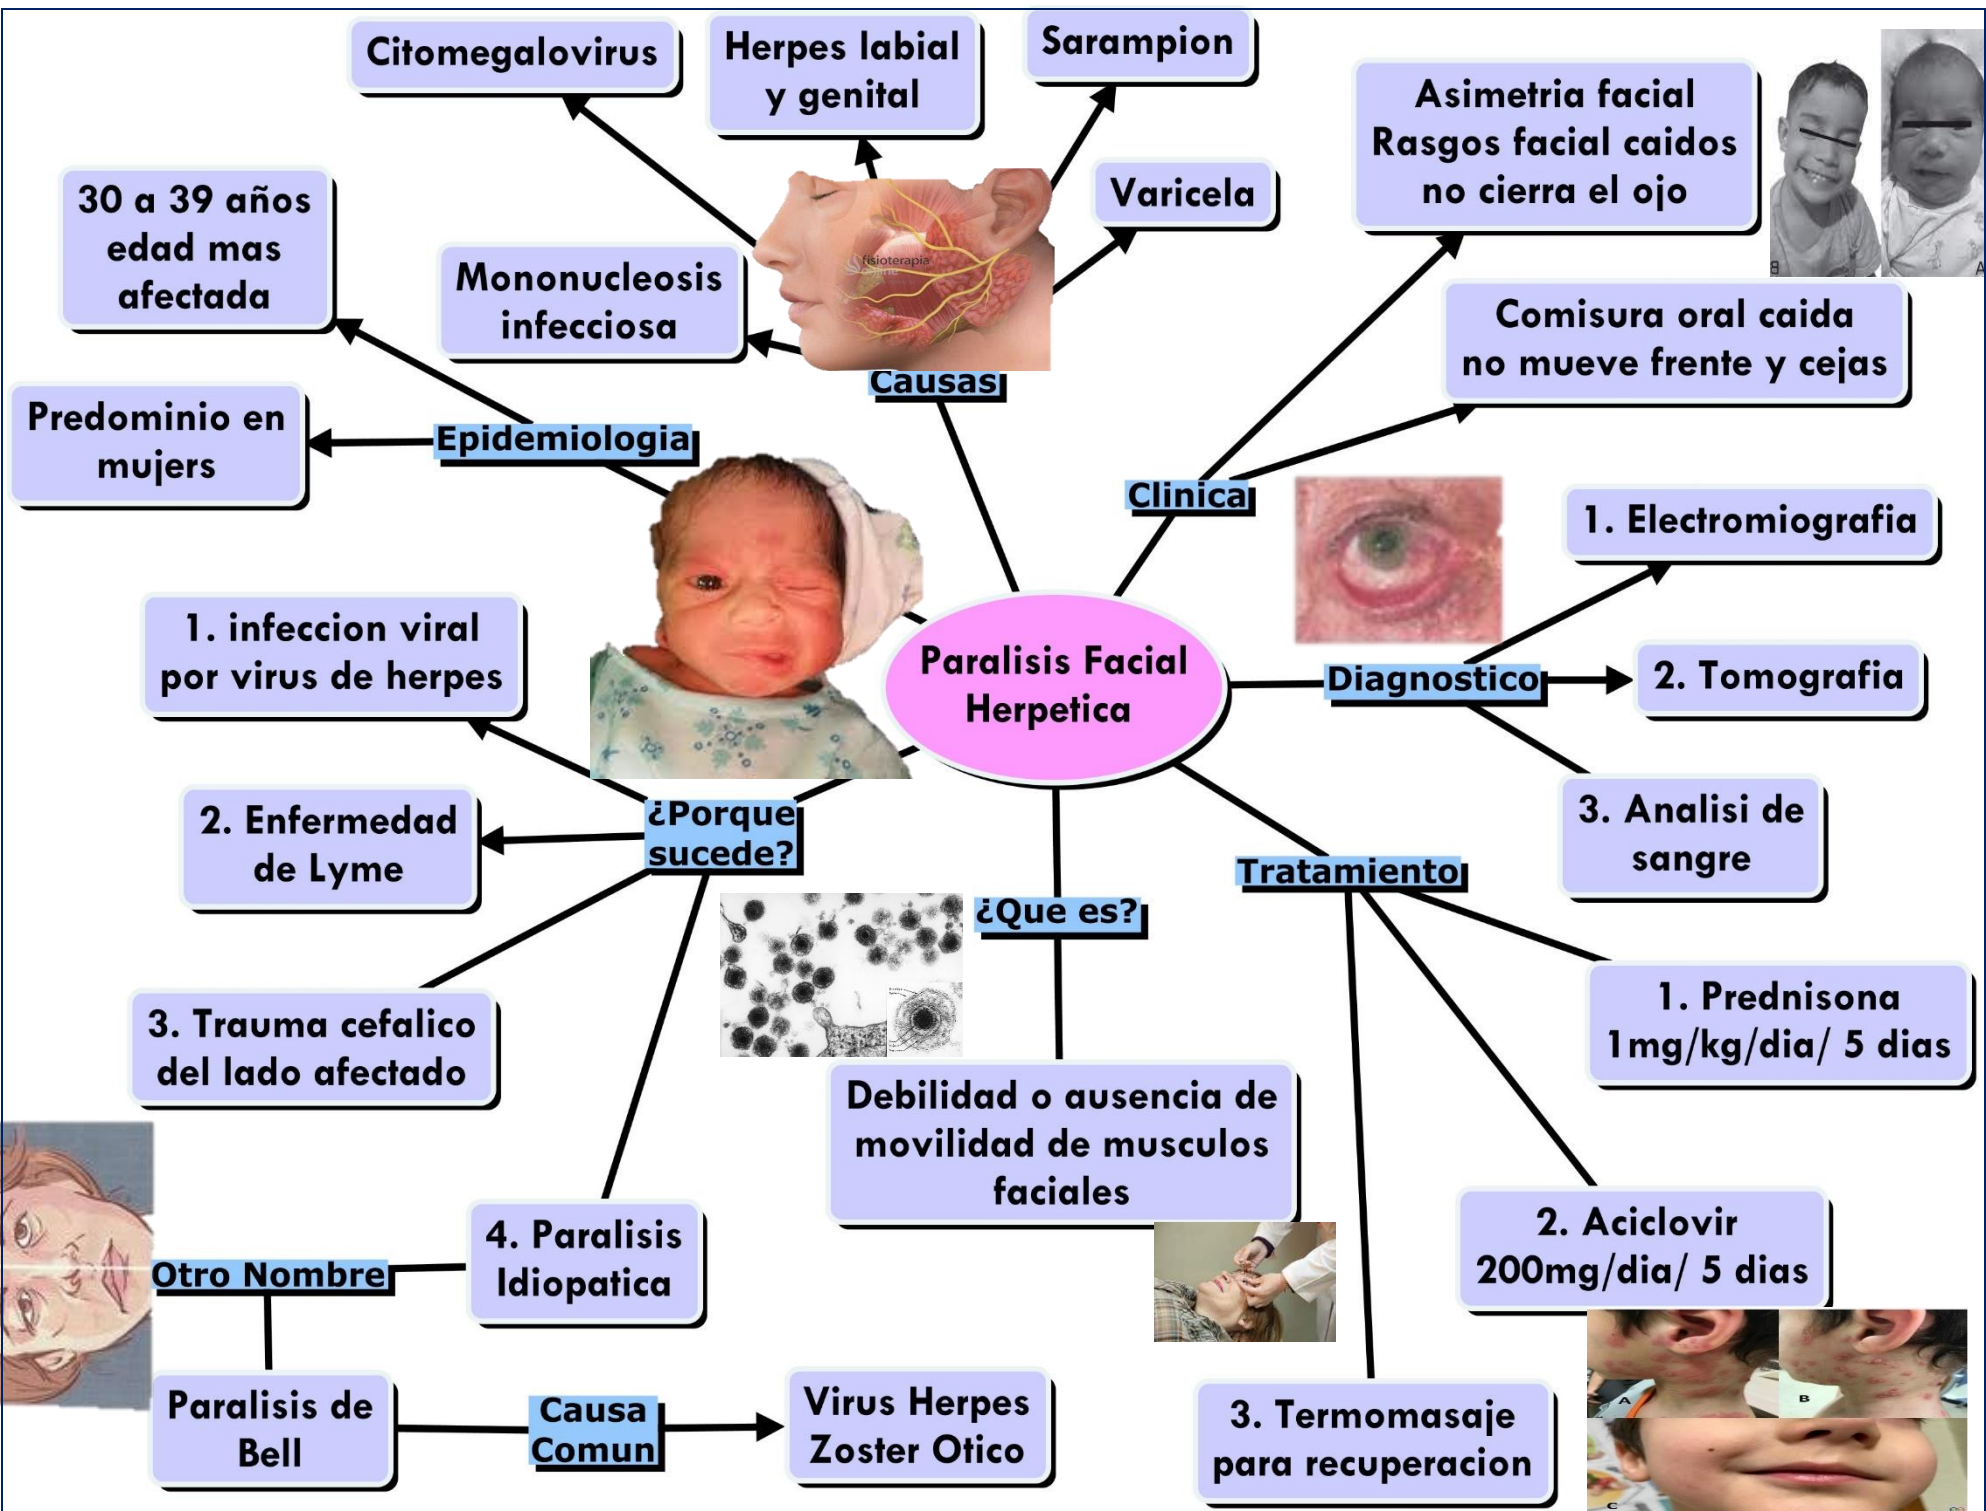 Citomegalovirus
Herpes labial
y genital
Sarampion
Varicela
Mononucleosis
infecciosa
fisioterapia
Causas
30 a 39 años
edad mas
afectada
Predominio en
mujers
Epidemiologia
Asimetria facial
Rasgos facial caidos
no cierra el ojo
B
A
Comisura oral caida
no mueve frente y cejas
Clinica
1. Electromiografia
2. Tomografia
3. Analisi de
sangre
Diagnostico
Paralisis Facial
Herpetica
1. infeccion viral
por virus de herpes
2. Enfermedad
de Lyme
¿Porque
sucede?
3. Trauma cefalico
del lado afectado
4. Paralisis
Idiopatica
Otro Nombre
Paralisis de
Bell
Causa
Comun
Virus Herpes
Zoster Otico
¿Que es?
Debilidad o ausencia de
movilidad de musculos
faciales
Tratamiento
1. Prednisona
1mg/kg/dia/ 5 dias
2. Aciclovir
200mg/dia/ 5 dias
3. Termomasaje
para recuperacion
A
B
C